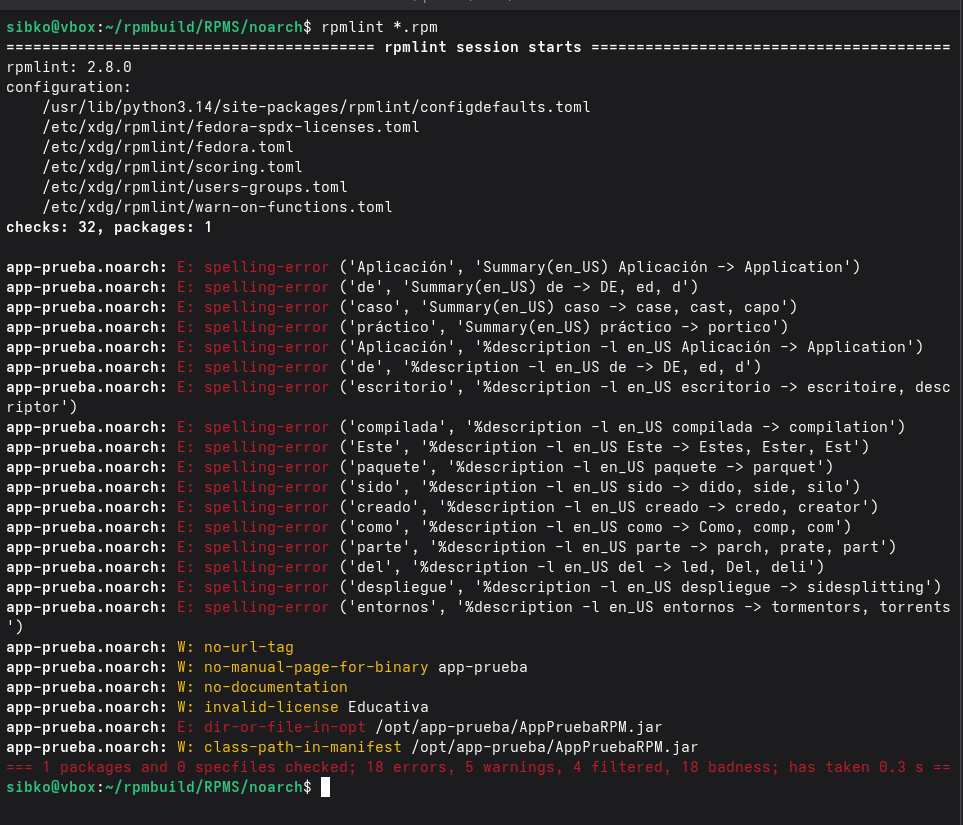 sibko@vbox:~/rpmbuild/RPMS/noarch$ rpmlint *.rpm
========================================= rpmlint session starts ========================================
rpmlint: 2.8.0
configuration:
    /usr/lib/python3.14/site-packages/rpmlint/configdefaults.toml
    /etc/xdg/rpmlint/fedora-spdx-licenses.toml
    /etc/xdg/rpmlint/fedora.toml
    /etc/xdg/rpmlint/scoring.toml
    /etc/xdg/rpmlint/users-groups.toml
    /etc/xdg/rpmlint/warn-on-functions.toml
checks: 32, packages: 1

app-prueba.noarch: E: spelling-error ('Aplicación', 'Summary(en_US) Aplicación -> Application')
app-prueba.noarch: E: spelling-error ('de', 'Summary(en_US) de -> DE, ed, d')
app-prueba.noarch: E: spelling-error ('caso', 'Summary(en_US) caso -> case, cast, capo')
app-prueba.noarch: E: spelling-error ('práctico', 'Summary(en_US) práctico -> portico')
app-prueba.noarch: E: spelling-error ('Aplicación', '%description -l en_US Aplicación -> Application')
app-prueba.noarch: E: spelling-error ('de', '%description -l en_US de -> DE, ed, d')
app-prueba.noarch: E: spelling-error ('escritorio', '%description -l en_US escritorio -> escritoire, desc
riptor')
app-prueba.noarch: E: spelling-error ('compilada', '%description -l en_US compilada -> compilation')
app-prueba.noarch: E: spelling-error ('Este', '%description -l en_US Este -> Estes, Ester, Est')
app-prueba.noarch: E: spelling-error ('paquete', '%description -l en_US paquete -> parquet')
app-prueba.noarch: E: spelling-error ('sido', '%description -l en_US sido -> dido, side, silo')
app-prueba.noarch: E: spelling-error ('creado', '%description -l en_US creado -> credo, creator')
app-prueba.noarch: E: spelling-error ('como', '%description -l en_US como -> Como, comp, com')
app-prueba.noarch: E: spelling-error ('parte', '%description -l en_US parte -> parch, prate, part')
app-prueba.noarch: E: spelling-error ('del', '%description -l en_US del -> led, Del, deli')
app-prueba.noarch: E: spelling-error ('despliegue', '%description -l en_US despliegue -> sidesplitting')
app-prueba.noarch: E: spelling-error ('entornos', '%description -l en_US entornos -> tormentors, torrents
')
app-prueba.noarch: W: no-url-tag
app-prueba.noarch: W: no-manual-page-for-binary app-prueba
app-prueba.noarch: W: no-documentation
app-prueba.noarch: W: invalid-license Educativa
app-prueba.noarch: E: dir-or-file-in-opt /opt/app-prueba/AppPruebaRPM.jar
app-prueba.noarch: W: class-path-in-manifest /opt/app-prueba/AppPruebaRPM.jar
=== 1 packages and 0 specfiles checked; 18 errors, 5 warnings, 4 filtered, 18 badness; has taken 0.3 s ==
sibko@vbox:~/rpmbuild/RPMS/noarch$